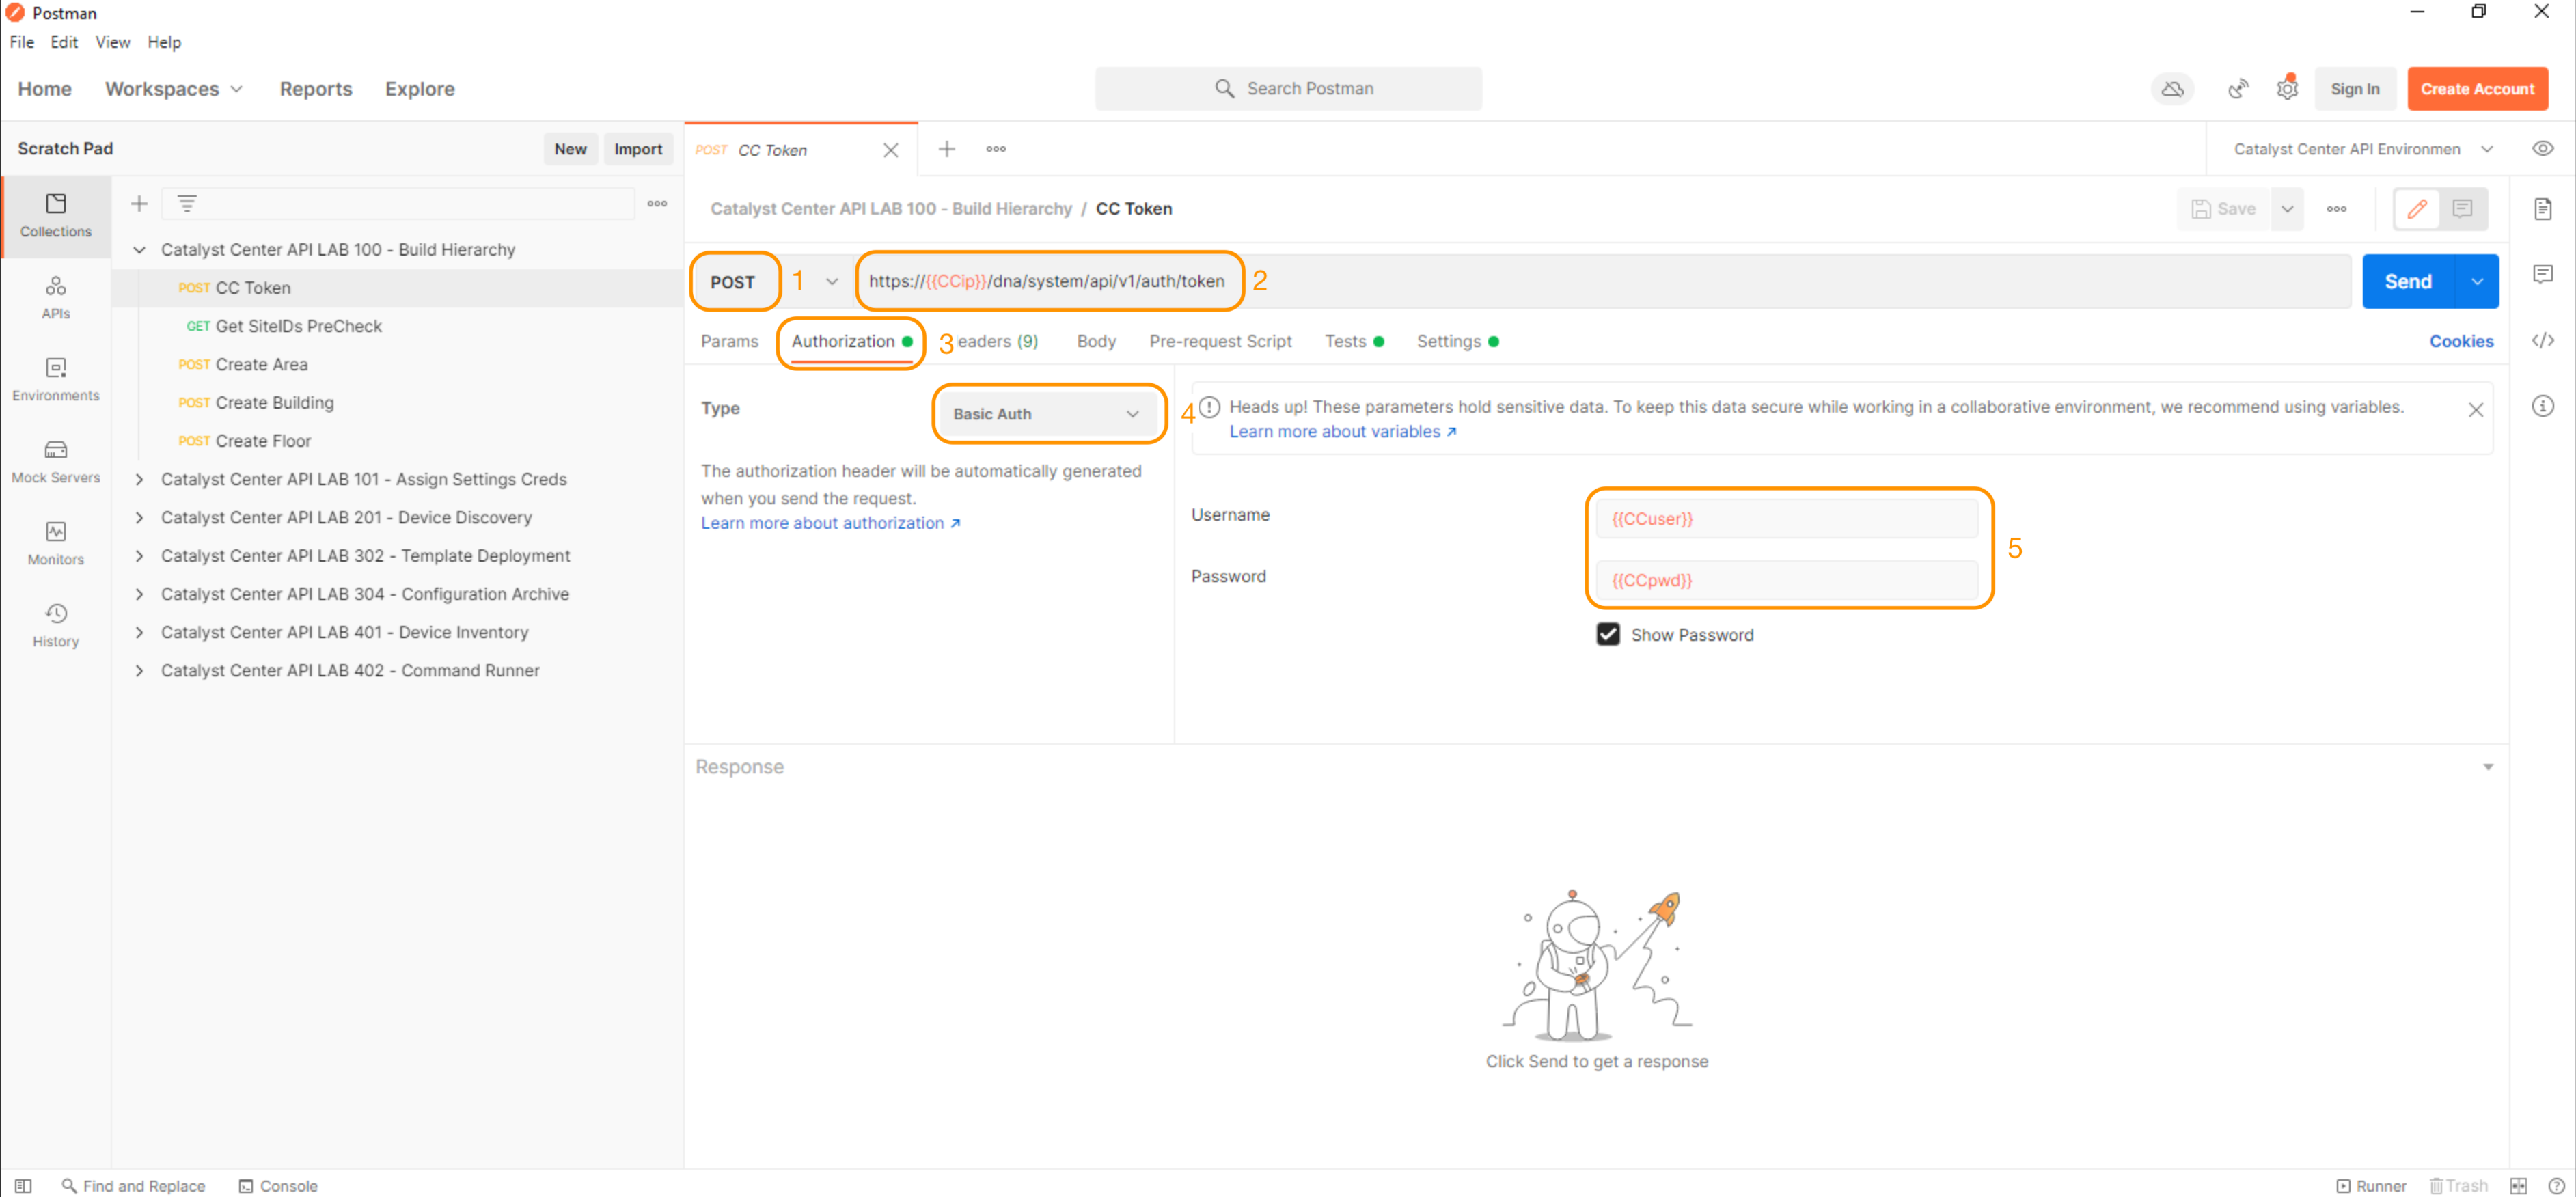 Postman
File Edit View Help
Home Workspaces Reports Explore Search Postman Sign In Create Account
Scratch Pad New Import
POST CC Token
Catalyst Center API Environmen
Collections
APIs
Environments
Mock Servers
Monitors
History
Catalyst Center API LAB 100 - Build Hierarchy
POST CC Token
GET Get SiteIDs PreCheck
POST Create Area
POST Create Building
POST Create Floor
Catalyst Center API LAB 101 - Assign Settings Creds
Catalyst Center API LAB 201 - Device Discovery
Catalyst Center API LAB 302 - Template Deployment
Catalyst Center API LAB 304 - Configuration Archive
Catalyst Center API LAB 401 - Device Inventory
Catalyst Center API LAB 402 - Command Runner
Catalyst Center API LAB 100 - Build Hierarchy / CC Token
Save
POST 1 https://{{CCip}}/dna/system/api/v1/auth/token 2 Send
Params Authorization 3 eaders (9) Body Pre-request Script Tests Settings Cookies
Type Basic Auth 4
The authorization header will be automatically generated
when you send the request.
Learn more about authorization ↗
Heads up! These parameters hold sensitive data. To keep this data secure while working in a collaborative environment, we recommend using variables.
Learn more about variables ↗
Username {{CCuser}}
5
Password {{CCpwd}}
Show Password
Response
Click Send to get a response
Find and Replace Console Runner Trash